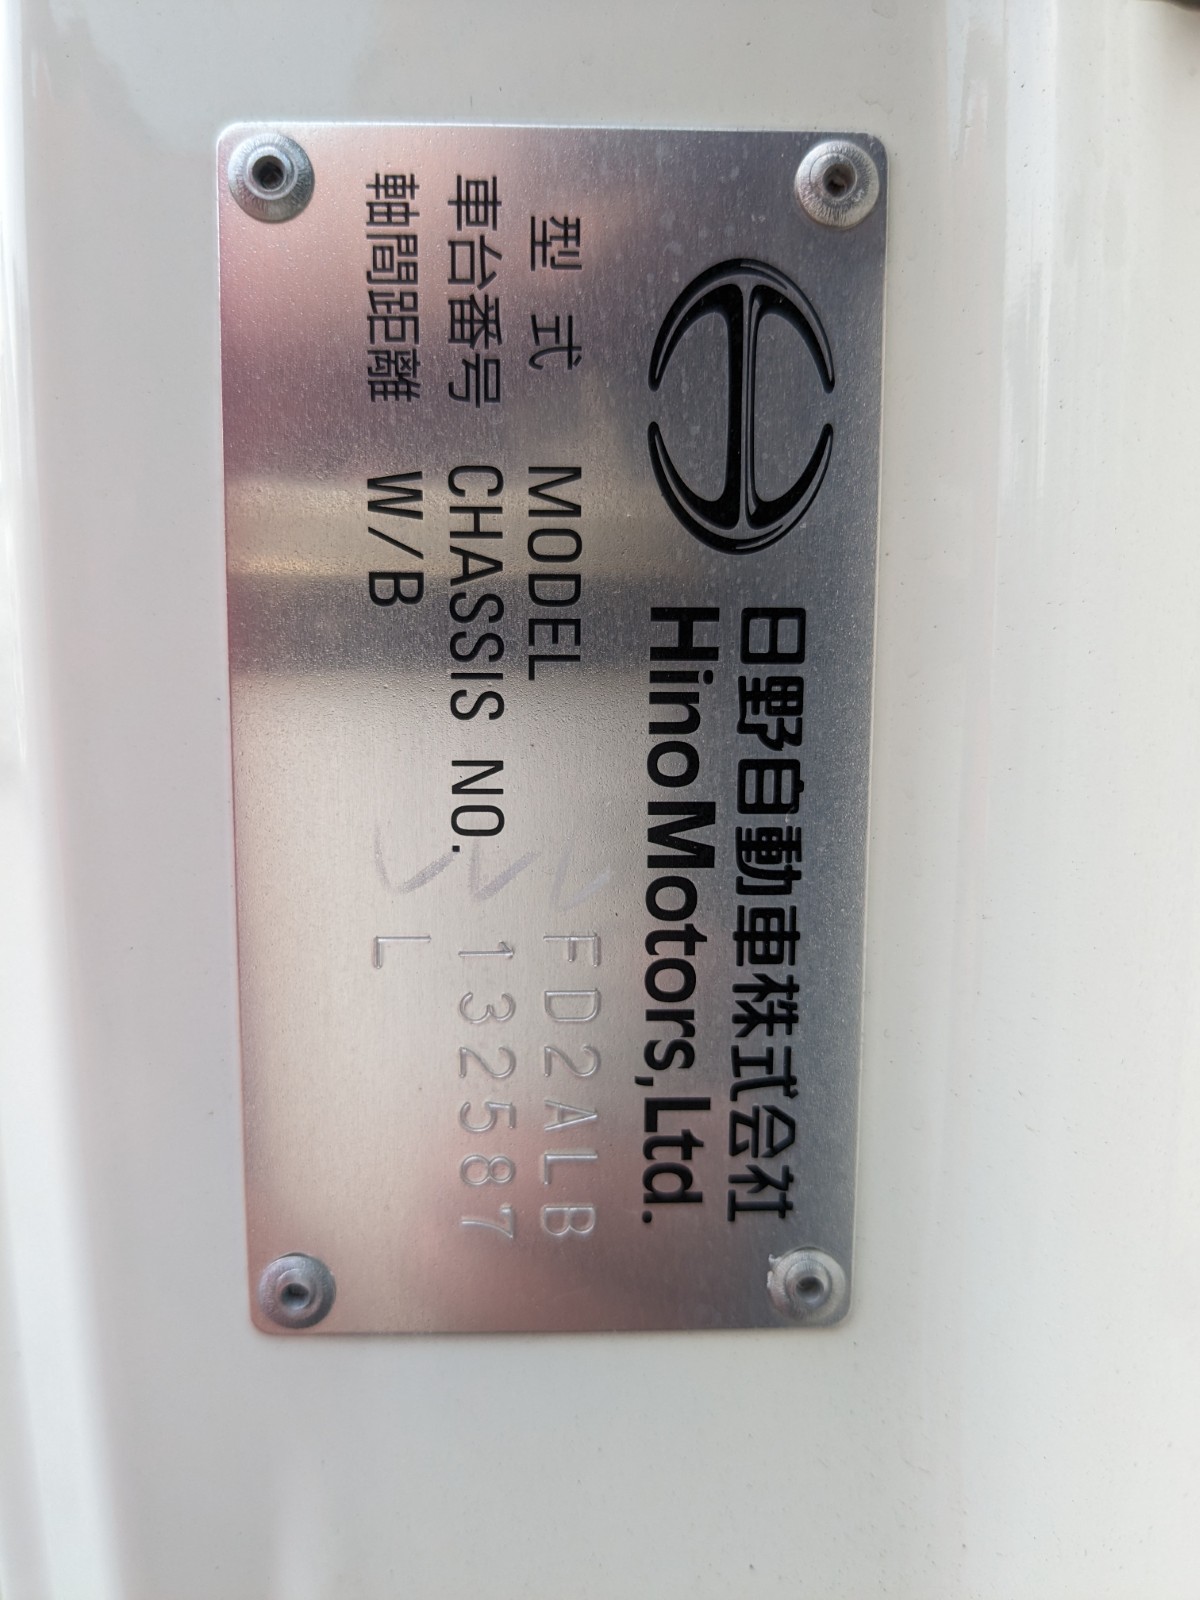 日野自動車株式会社
Hino Motors, Ltd.
型式 MODEL FD2ALB
車台番号 CHASSIS NO. 132587
軸間距離 W/B L